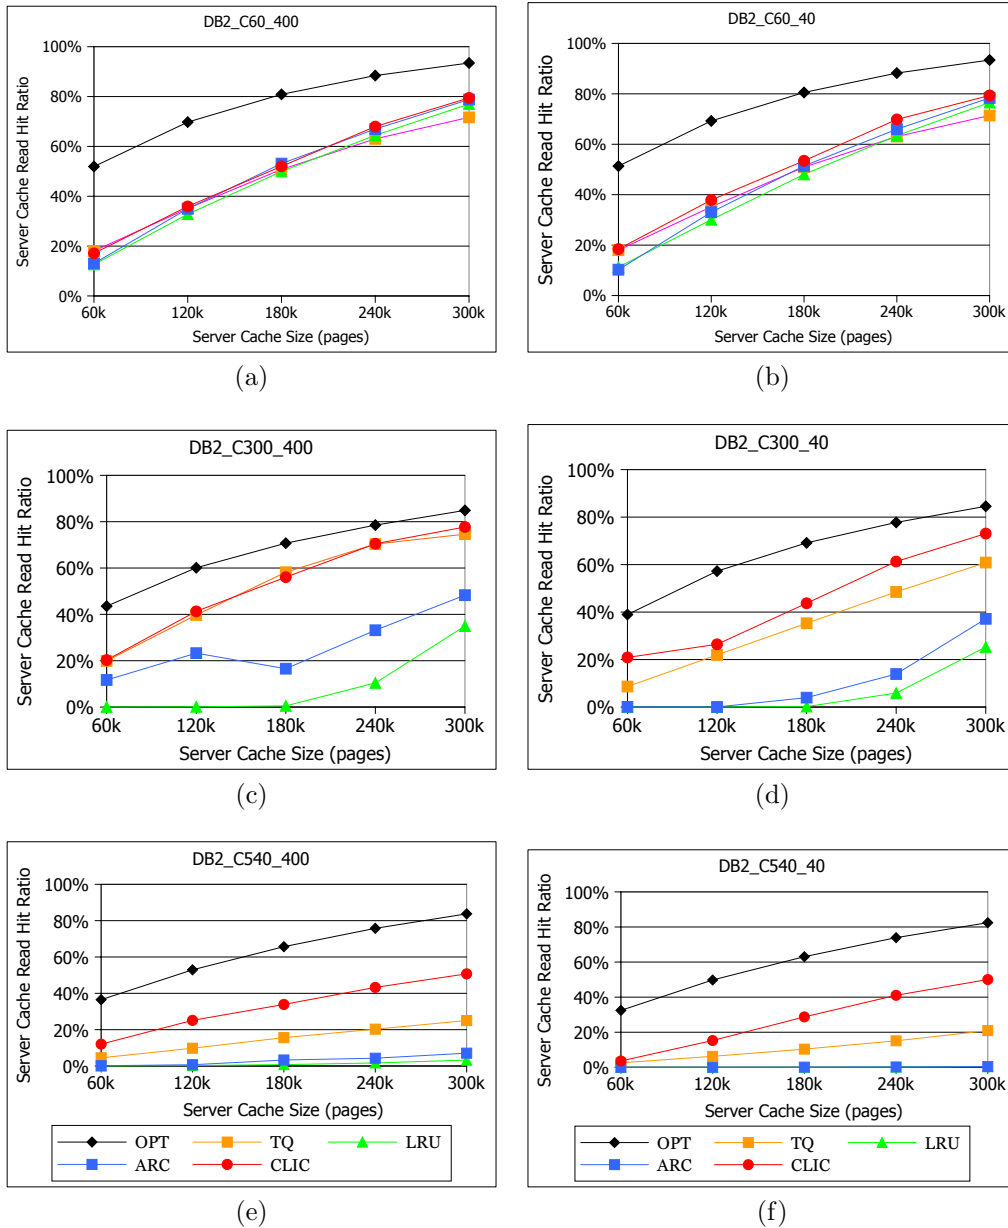 DB2_C60_400
Server Cache Read Hit Ratio
100%
80%
60%
40%
20%
0%
60k 120k 180k 240k 300k
Server Cache Size (pages)
(a)
DB2_C60_40
Server Cache Read Hit Ratio
100%
80%
60%
40%
20%
0%
60k 120k 180k 240k 300k
Server Cache Size (pages)
(b)
DB2_C300_400
Server Cache Read Hit Ratio
100%
80%
60%
40%
20%
0%
60k 120k 180k 240k 300k
Server Cache Size (pages)
(c)
DB2_C300_40
Server Cache Read Hit Ratio
100%
80%
60%
40%
20%
0%
60k 120k 180k 240k 300k
Server Cache Size (pages)
(d)
DB2_C540_400
Server Cache Read Hit Ratio
100%
80%
60%
40%
20%
0%
60k 120k 180k 240k 300k
Server Cache Size (pages)
OPT TQ LRU
ARC CLIC
(e)
DB2_C540_40
Server Cache Read Hit Ratio
100%
80%
60%
40%
20%
0%
60k 120k 180k 240k 300k
Server Cache Size (pages)
OPT TQ LRU
ARC CLIC
(f)